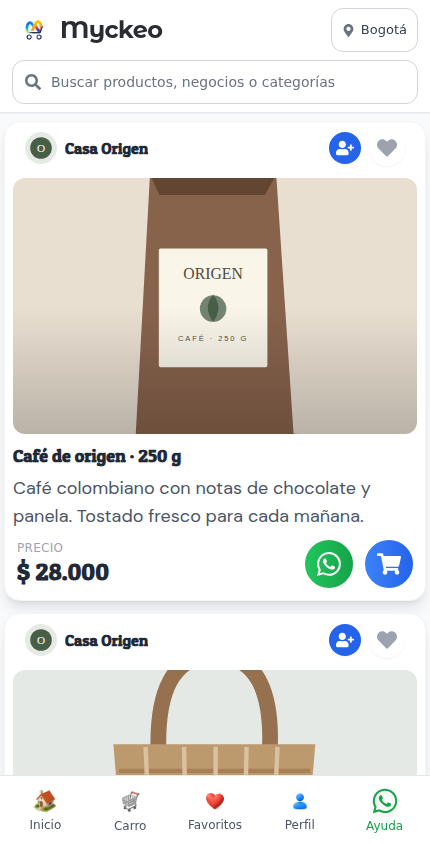 Myckeo
Bogotá
Buscar productos, negocios o categorías
O
Casa Origen
ORIGEN
CAFÉ · 250 G
Café de origen · 250 g
Café colombiano con notas de chocolate y
panela. Tostado fresco para cada mañana.
PRECIO
$ 28.000
O
Casa Origen
Inicio
Carro
Favoritos
Perfil
Ayuda